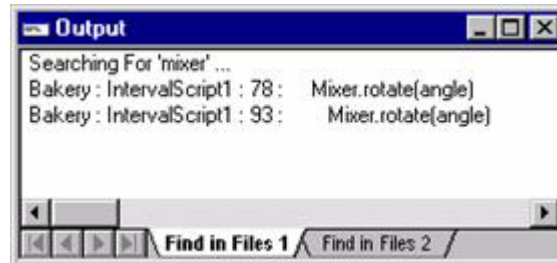 Output
Searching For 'mixer' ...
Bakery : IntervalScript1 : 78 : Mixer.rotate(angle)
Bakery : IntervalScript1 : 93 : Mixer.rotate(angle)
Find in Files 1 Find in Files 2